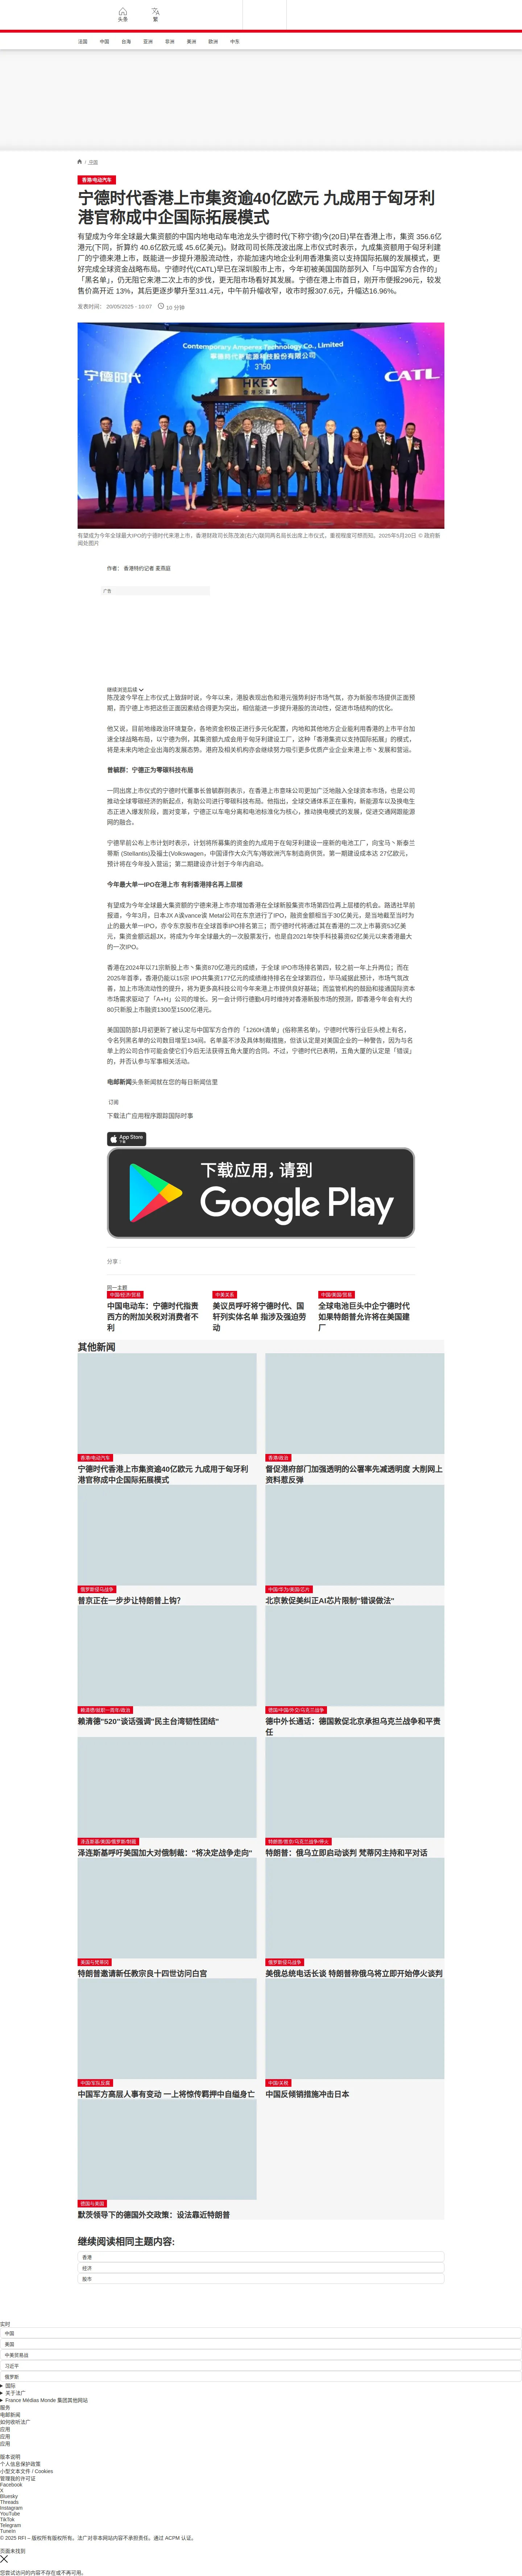 头条
繁
法国
中国
台海
亚洲
非洲
美洲
欧洲
中东
/ 中国
香港/电动汽车
宁德时代香港上市集资逾40亿欧元 九成用于匈牙利
港官称成中企国际拓展模式
有望成为今年全球最大集资额的中国内地电动车电池龙头宁德时代(下称宁德)今(20日)早在香港上市，集资 356.6亿
港元(下同，折算约 40.6亿欧元或 45.6亿美元)。财政司司长陈茂波出席上市仪式时表示，九成集资额用于匈牙利建
厂的宁德来港上市，既能进一步提升港股流动性，亦能加速内地企业利用香港集资以支持国际拓展的发展模式，更
好完成全球资金战略布局。宁德时代(CATL)早已在深圳股市上市，今年初被美国国防部列入「与中国军方合作的」
「黑名单」，仍无阻它来港二次上市的步伐，更无阻市场看好其发展。宁德在港上市首日，刚开市便报296元，较发
售价高开近 13%，其后更逐步攀升至311.4元，中午前升幅收窄，收市时报307.6元，升幅达16.96%。
发表时间： 20/05/2025 - 10:07
10 分钟
Contemporary Amperex Technology Co., Limited
寧德時代新能源科技股份有限公司
3750
宁德时代
HKEX
香港交易所
CATL
有望成为今年全球最大IPO的宁德时代来港上市，香港财政司长陈茂波(右六)联同两名局长出席上市仪式，重视程度可想而知。2025年5月20日 © 政府新
闻处图片
作者： 香港特约记者 麦燕庭
广告
继续浏览后续
陈茂波今早在上市仪式上致辞时说，今年以来，港股表现出色和港元强势利好市场气氛，亦为新股市场提供正面预
期，而宁德上市把这些正面因素结合得更为突出，相信能进一步提升港股的流动性，促进市场结构的优化。
他又说，目前地缘政治环境复杂，各地资金积极正进行多元化配置，内地和其他地方企业能利用香港的上市平台加
速全球战略布局，以宁德为例，其集资额九成金用于匈牙利建设工厂，这种「香港集资以支持国际拓展」的模式，
将是未来内地企业出海的发展态势。港府及相关机构亦会继续努力吸引更多优质产业企业来港上市丶发展和营运。
曾毓群：宁德正为零碳科技布局
一同出席上市仪式的宁德时代董事长曾毓群则表示，在香港上市意味公司更加广泛地融入全球资本市场，也是公司
推动全球零碳经济的新起点，有助公司进行零碳科技布局。他指出，全球交通体系正在重构，新能源车以及换电生
态正进入爆发阶段，面对变革，宁德正以车电分离和电池标准化为核心，推动换电模式的发展，促进交通网跟能源
网的融合。
宁德早前公布上市计划时表示，计划将所募集的资金的九成用于在匈牙利建设一座新的电池工厂，向宝马丶斯泰兰
蒂斯 (Stellantis)及福士(Volkswagen，中国译作大众汽车)等欧洲汽车制造商供货。第一期建设成本达 27亿欧元，
预计将在今年投入营运；第二期建设亦计划于今年内启动。
今年最大单一IPO在港上市 有利香港排名再上层楼
有望成为今年全球最大集资额的宁德来港上市亦增加香港在全球新股集资市场第四位再上层楼的机会。路透社早前
报道，今年3月，日本JX A诶vance诶 Metal公司在东京进行了IPO，融资金额相当于30亿美元，是当地截至当时为
止的最大单一IPO，亦令东京股市在全球首季IPO排名第三；而宁德时代将通过其在香港的二次上市募资53亿美
元，集资金额远超JX，将成为今年全球最大的一次股票发行，也是自2021年快手科技募资62亿美元以来香港最大
的一次IPO。
香港在2024年以71宗新股上市丶集资870亿港元的成绩，于全球 IPO市场排名第四，较之前一年上升两位；而在
2025年首季，香港仍能以15宗 IPO共集资177亿元的成绩维持排名在全球第四位，毕马威据此预计，市场气氛改
善，加上市场流动性的提升，将为更多高科技公司今年来港上市提供良好基础；而监管机构的鼓励和接通国际资本
市场需求驱动了「A+H」公司的增长。另一会计师行德勤4月时维持对香港新股市场的预测，即香港今年会有大约
80只新股上市融资1300至1500亿港元。
美国国防部1月初更新了被认定与中国军方合作的「1260H清单」(俗称黑名单)，宁德时代等行业巨头榜上有名，
令名列黑名单的公司数目增至134间。名单虽不涉及具体制裁措施，但该认定是对美国企业的一种警告，因为与名
单上的公司合作可能会使它们今后无法获得五角大厦的合同。不过，宁德时代已表明，五角大厦的认定是「错误」
的，并否认参与军事相关活动。
电邮新闻头条新闻就在您的每日新闻信里
订阅
下载法广应用程序跟踪国际时事
App Store
下载
下载应用，请到
Google Play
分享 :
同一主题
中国/经济/贸易
中国电动车：宁德时代指责
西方的附加关税对消费者不
利
中美关系
美议员呼吁将宁德时代、国
轩列实体名单 指涉及强迫劳
动
中国/美国/贸易
全球电池巨头中企宁德时代
如果特朗普允许将在美国建
厂
其他新闻
香港/电动汽车
宁德时代香港上市集资逾40亿欧元 九成用于匈牙利
港官称成中企国际拓展模式
香港/政治
督促港府部门加强透明的公署率先减透明度 大削网上
资料惹反弹
俄罗斯侵乌战争
普京正在一步步让特朗普上钩？
中国/华为/美国/芯片
北京敦促美纠正AI芯片限制“错误做法”
赖清德/就职一周年/政治
赖清德"520"谈话强调"民主台湾韧性团结"
德国/中国/外交/乌克兰战争
德中外长通话：德国敦促北京承担乌克兰战争和平责
任
泽连斯基/美国/俄罗斯/制裁
泽连斯基呼吁美国加大对俄制裁："将决定战争走向"
特朗普/普京/乌克兰战争/停火
特朗普：俄乌立即启动谈判 梵蒂冈主持和平对话
美国与梵蒂冈
特朗普邀请新任教宗良十四世访问白宫
俄罗斯侵乌战争
美俄总统电话长谈 特朗普称俄乌将立即开始停火谈判
中国/军队反腐
中国军方高层人事有变动 一上将惊传羁押中自缢身亡
中国/关税
中国反倾销措施冲击日本
德国与美国
默茨领导下的德国外交政策：设法靠近特朗普
继续阅读相同主题内容:
香港
经济
股市
实时
中国
美国
中美贸易战
习近平
俄罗斯
国际
关于法广
France Médias Monde 集团其他网站
服务
电邮新闻
如何收听法广
应用
应用
应用
版本说明
个人信息保护政策
小型文本文件 / Cookies
管理我的许可证
Facebook
X
Bluesky
Threads
Instagram
YouTube
TikTok
Telegram
TuneIn
© 2025 RFI – 版权所有版权所有。法广对非本网站内容不承担责任。通过 ACPM 认证。
页面未找到
您尝试访问的内容不存在或不再可用。